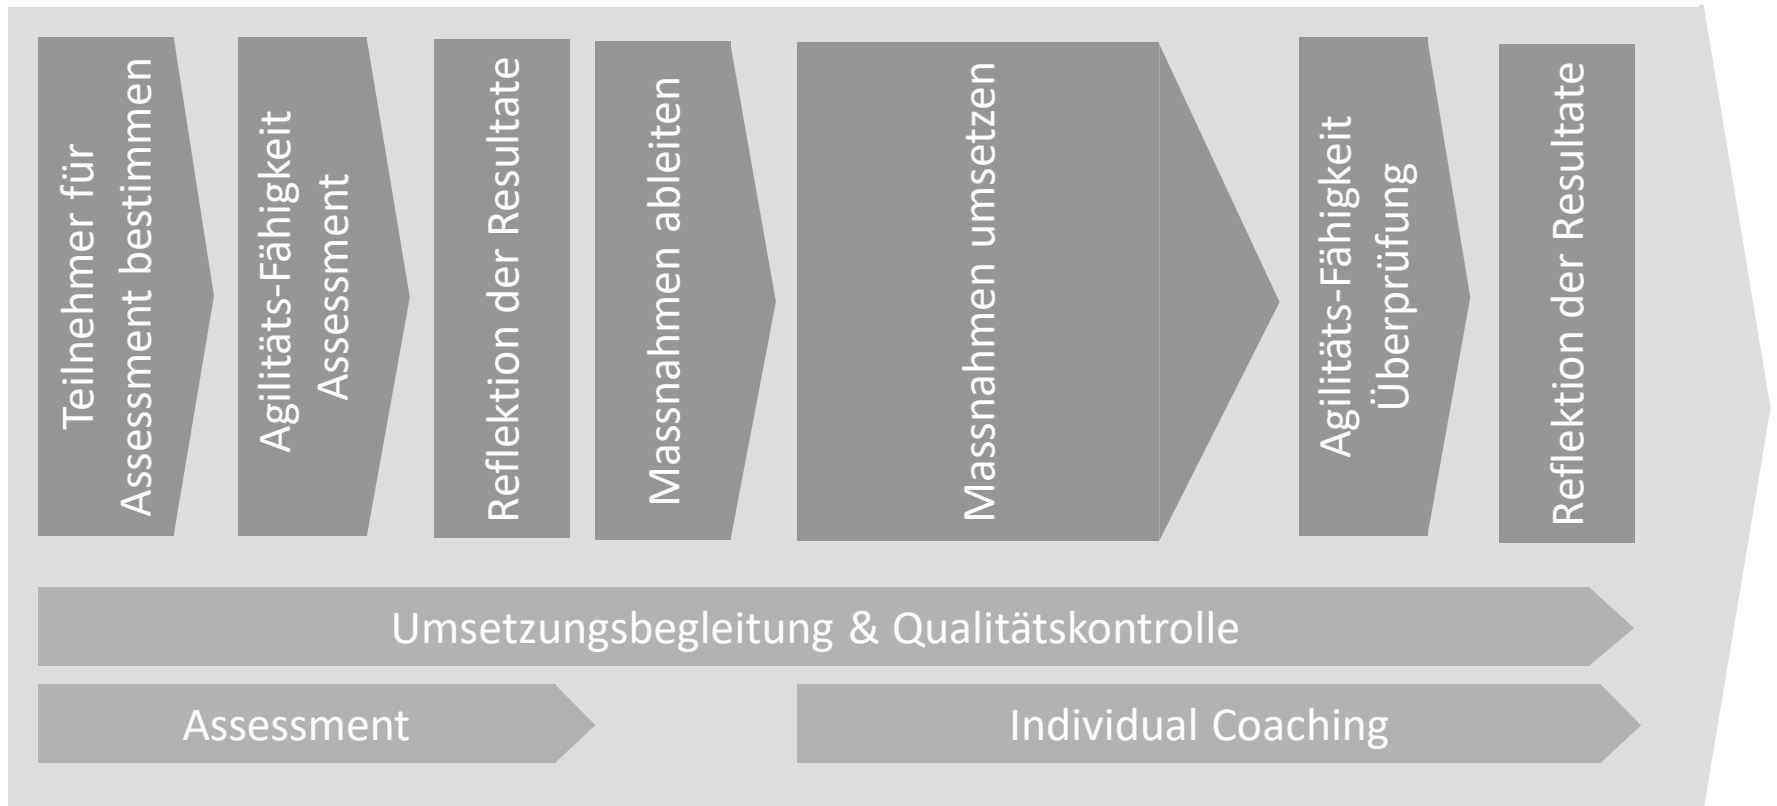 Teilnehmer für
Assessment bestimmen
Agilitäts-Fähigkeit
Assessment
Reflektion der Resultate
Massnahmen ableiten
Massnahmen umsetzen
Agilitäts-Fähigkeit
Überprüfung
Reflektion der Resultate
Umsetzungsbegleitung & Qualitätskontrolle
Assessment
Individual Coaching